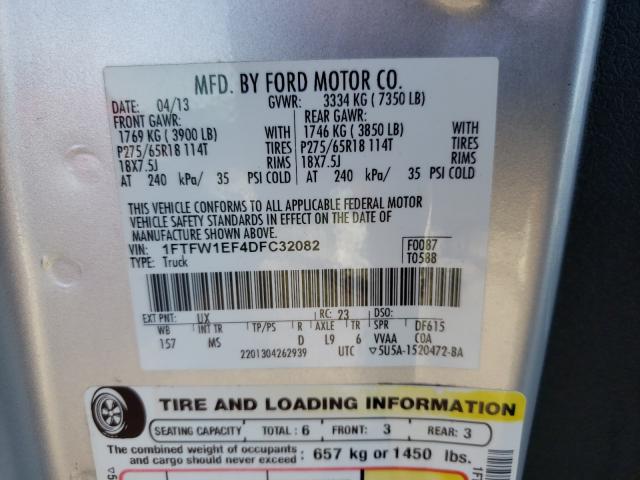 MFD. BY FORD MOTOR CO.
DATE: 04/13 GVWR: 3334 KG ( 7350 LB)
FRONT GAWR: REAR GAWR:
1769 KG ( 3900 LB) WITH 1746 KG ( 3850 LB) WITH
P275/65R18 114T TIRES P275/65R18 114T TIRES
18X7.5J RIMS 18X7.5J RIMS
AT 240 kPa/ 35 PSI COLD AT 240 kPa/ 35 PSI COLD
THIS VEHICLE CONFORMS TO ALL APPLICABLE FEDERAL MOTOR
VEHICLE SAFETY STANDARDS IN EFFECT ON THE DATE OF
MANUFACTURE SHOWN ABOVE.
VIN: 1FTFW1EF4DFC32082 F0087
TYPE: Truck T0588
EXT PNT: UX RC: 23 DSO:
WB INT TR TP/PS R AXLE TR SPR DF615
157 MS D L9 6 VVAA COA
2201304262939 UTC ▽5U5A-1520472-BA
TIRE AND LOADING INFORMATION
SEATING CAPACITY TOTAL : 6 FRONT: 3 REAR: 3
The combined weight of occupants
and cargo should never exceed: 657 kg or 1450 lbs.